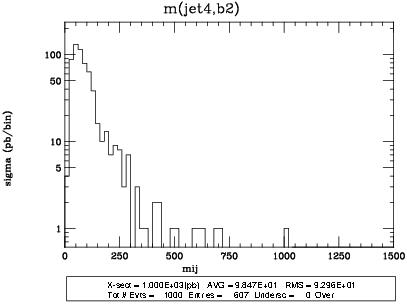 m(jet4,b2)
sigma (pb/bin)
100
50
10
5
1
0 250 500 750 1000 1250 1500
mij
X-sect = 1.000E+03(pb) AVG = 9.847E+01 RMS = 9.296E+01
Tot # Evts = 1000 Entries = 607 Undersc = 0 Over